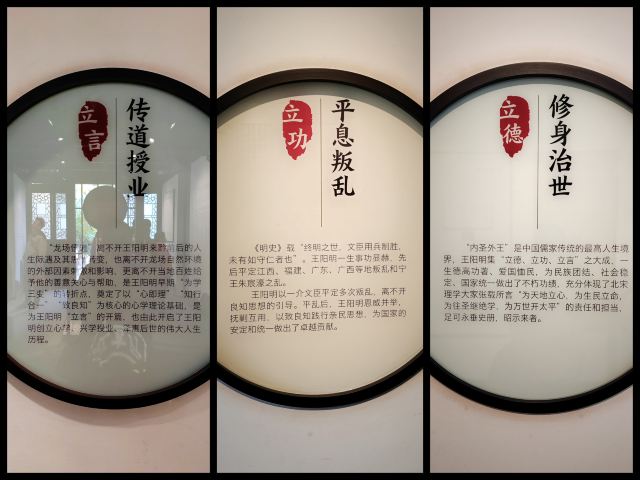 立言
传道授业
“龙场悟道”离不开王阳明来黔前后的人
生际遇及其思想转变，也离不开龙场自然环境
的外部因素刺激和影响，更离不开当地百姓给
予他的善意关心与帮助，是王阳明早期“为学
三变”的转折点，奠定了以“心即理”“知行
合一”“致良知”为核心的心学理论基础，是
为王阳明“立言”的开篇，也由此开启了王阳
明创立心学、兴学授业、泽惠后世的伟大人生
历程。
立功
平息叛乱
《明史》载“终明之世，文臣用兵制胜，
未有如守仁者也”。王阳明一生事功显赫，先
后平定江西、福建、广东、广西等地叛乱和宁
王朱宸濠之乱。
王阳明以一介文臣平定多次叛乱，离不开
良知思想的引导。平乱后，王阳明恩威并举，
抚剿互用，以致良知践行亲民思想，为国家的
安定和统一做出了卓越贡献。
立德
修身治世
“内圣外王”是中国儒家传统的最高人生境
界，王阳明集“立德、立功、立言”之大成，一
生德高功著、爱国恤民，为民族团结、社会稳
定、国家统一做出了不朽功绩，充分体现了北宋
理学大家张载所言“为天地立心，为生民立命，
为往圣继绝学，为万世开太平”的责任和担当，
足可永垂史册，昭示来者。